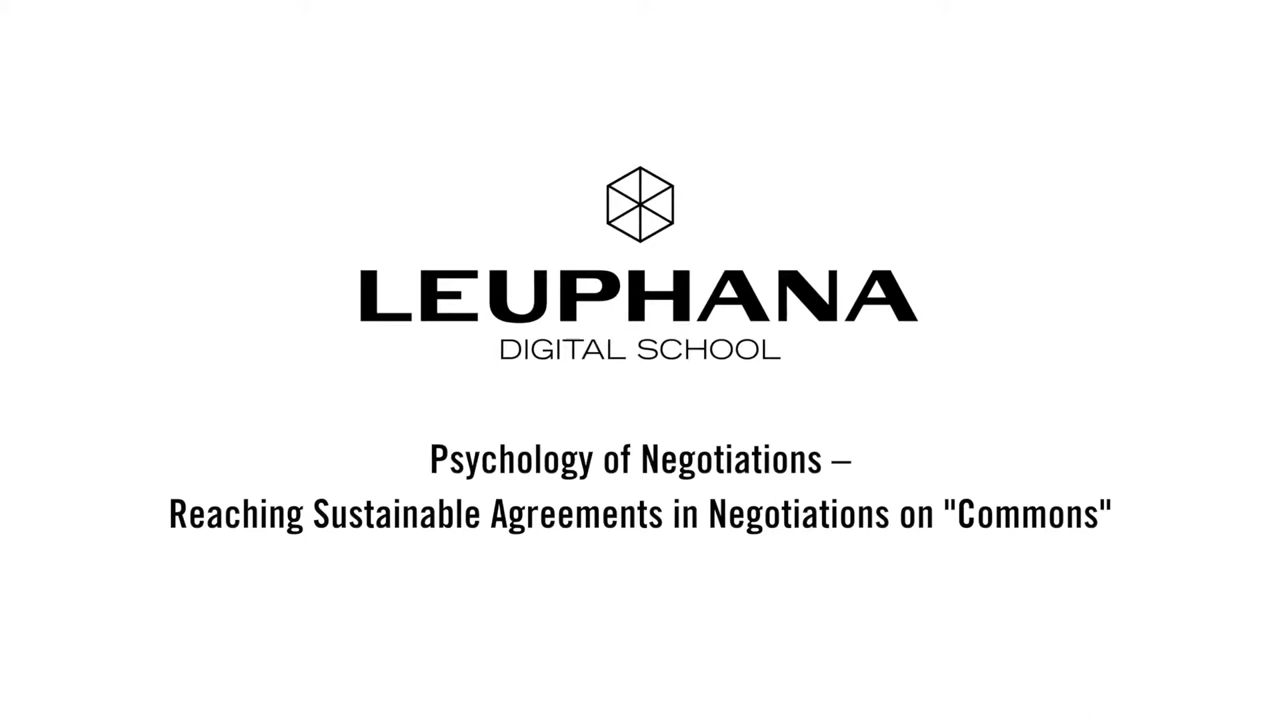 LEUPHANA
DIGITAL SCHOOL
Psychology of Negotiations –
Reaching Sustainable Agreements in Negotiations on "Commons"